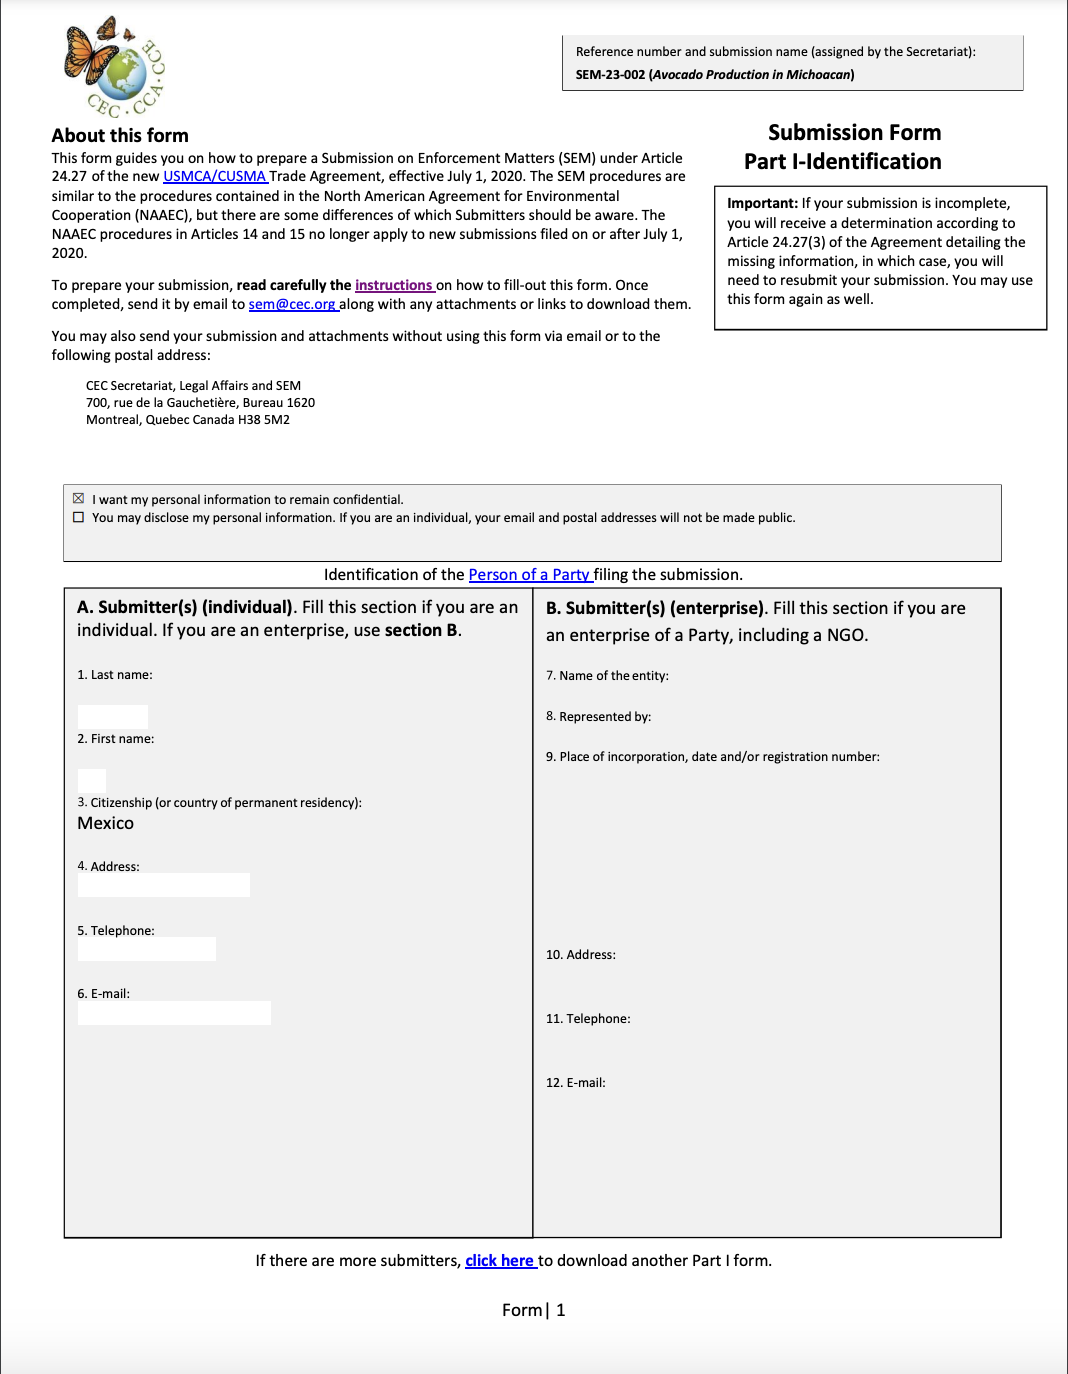 CEC · CCA · CCE
Reference number and submission name (assigned by the Secretariat):
SEM-23-002 (Avocado Production in Michoacan)
About this form
This form guides you on how to prepare a Submission on Enforcement Matters (SEM) under Article
24.27 of the new USMCA/CUSMA Trade Agreement, effective July 1, 2020. The SEM procedures are
similar to the procedures contained in the North American Agreement for Environmental
Cooperation (NAAEC), but there are some differences of which Submitters should be aware. The
NAAEC procedures in Articles 14 and 15 no longer apply to new submissions filed on or after July 1,
2020.
To prepare your submission, read carefully the instructions on how to fill-out this form. Once
completed, send it by email to sem@cec.org along with any attachments or links to download them.
You may also send your submission and attachments without using this form via email or to the
following postal address:
CEC Secretariat, Legal Affairs and SEM
700, rue de la Gauchetière, Bureau 1620
Montreal, Quebec Canada H38 5M2
Submission Form
Part I-Identification
Important: If your submission is incomplete,
you will receive a determination according to
Article 24.27(3) of the Agreement detailing the
missing information, in which case, you will
need to resubmit your submission. You may use
this form again as well.
☒ I want my personal information to remain confidential.
☐ You may disclose my personal information. If you are an individual, your email and postal addresses will not be made public.
Identification of the Person of a Party filing the submission.
A. Submitter(s) (individual). Fill this section if you are an
individual. If you are an enterprise, use section B.
1. Last name:
2. First name:
3. Citizenship (or country of permanent residency):
Mexico
4. Address:
5. Telephone:
6. E-mail:
B. Submitter(s) (enterprise). Fill this section if you are
an enterprise of a Party, including a NGO.
7. Name of the entity:
8. Represented by:
9. Place of incorporation, date and/or registration number:
10. Address:
11. Telephone:
12. E-mail:
If there are more submitters, click here to download another Part I form.
Form| 1